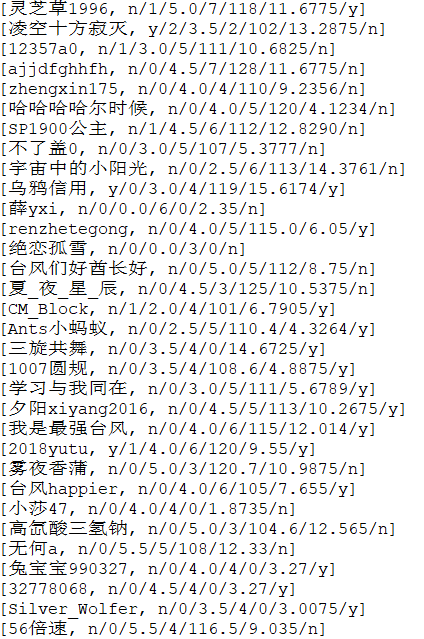 [灵芝草1996, n/1/5.0/7/118/11.6775/y]
[凌空十方寂灭, y/2/3.5/2/102/13.2875/n]
[12357a0, n/1/3.0/5/111/10.6825/n]
[ajjdfghhfh, n/0/4.5/7/128/11.6775/n]
[zhengxin175, n/0/4.0/4/110/9.2356/n]
[哈哈哈哈尔时候, n/0/4.0/5/120/4.1234/n]
[SP1900公主, n/1/4.5/6/112/12.8290/n]
[不了盖0, n/0/3.0/5/107/5.3777/n]
[宇宙中的小阳光, n/0/2.5/6/113/14.3761/n]
[乌鸦信用, y/0/3.0/4/119/15.6174/y]
[薛yxi, n/0/0.0/6/0/2.35/n]
[renzhetegong, n/0/4.0/5/115.0/6.05/y]
[绝恋孤雪, n/0/0.0/3/0/n]
[台风们好酋长好, n/0/5.0/5/112/8.75/n]
[夏_夜_星_辰, n/0/4.5/3/125/10.5375/n]
[CM_Block, n/1/2.0/4/101/6.7905/y]
[Ants小蚂蚁, n/0/2.5/5/110.4/4.3264/y]
[三旋共舞, n/0/3.5/4/0/14.6725/y]
[1007圆规, n/0/3.5/4/108.6/4.8875/y]
[学习与我同在, n/0/3.0/5/111/5.6789/y]
[夕阳xiyang2016, n/0/4.5/5/113/10.2675/y]
[我是最强台风, n/0/4.0/6/115/12.014/y]
[2018yutu, y/1/4.0/6/120/9.55/y]
[雾夜香蒲, n/0/5.0/3/120.7/10.9875/n]
[台风happier, n/0/4.0/6/105/7.655/y]
[小莎47, n/0/4.0/4/0/1.8735/n]
[高氙酸三氢钠, n/0/5.0/3/104.6/12.565/n]
[无何a, n/0/5.5/5/108/12.33/n]
[兔宝宝990327, n/0/4.0/4/0/3.27/y]
[32778068, n/0/4.5/4/0/3.27/y]
[Silver_Wolfer, n/0/3.5/4/0/3.0075/y]
[56倍速, n/0/5.5/4/116.5/9.035/n]